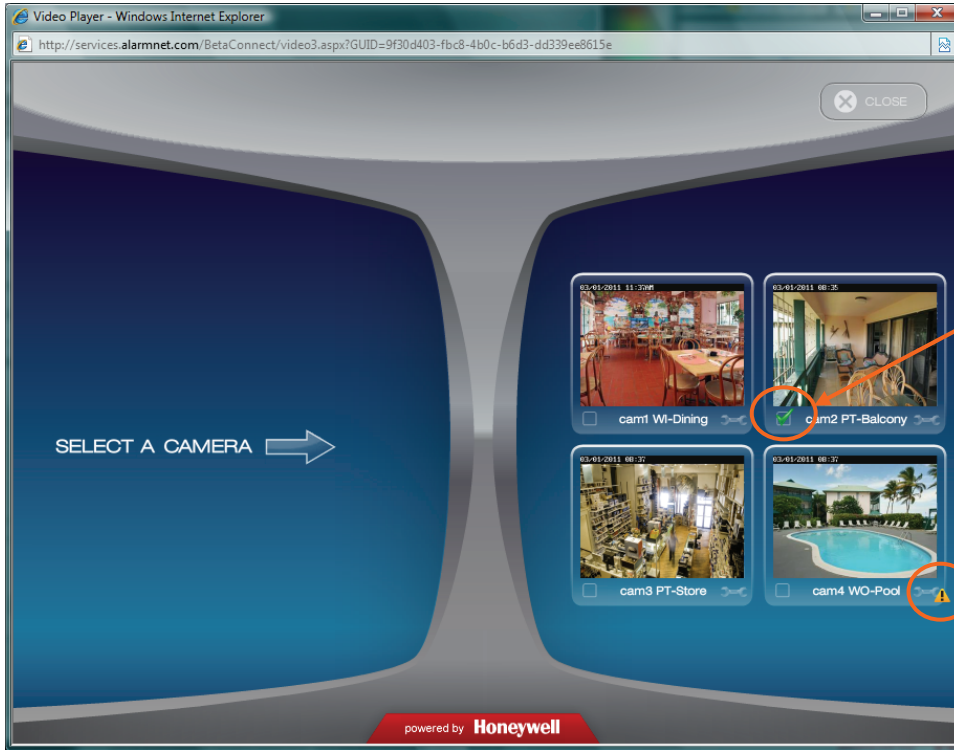 Video Player - Windows Internet Explorer
http://services.alarmnet.com/BetaConnect/video3.aspx?GUID=9f30d403-fbc8-4b0c-b6d3-dd339ee8615e
CLOSE
03/01/2011 11:37AM
03/01/2011 08:35
cam1 WI-Dining
cam2 PT-Balcony
SELECT A CAMERA
03/01/2011 08:37
03/01/2011 08:37
cam3 PT-Store
cam4 WO-Pool
powered by Honeywell